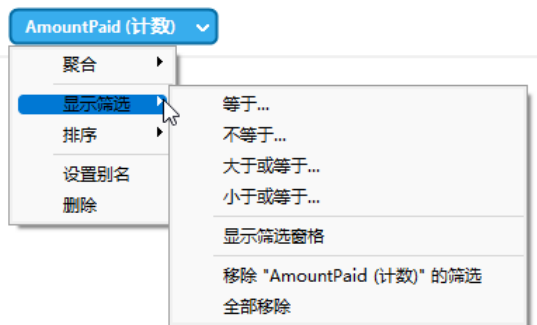 AmountPaid (计数)
聚合
显示筛选
排序
设置别名
删除
等于...
不等于...
大于或等于...
小于或等于...
显示筛选窗格
移除 "AmountPaid (计数)" 的筛选
全部移除